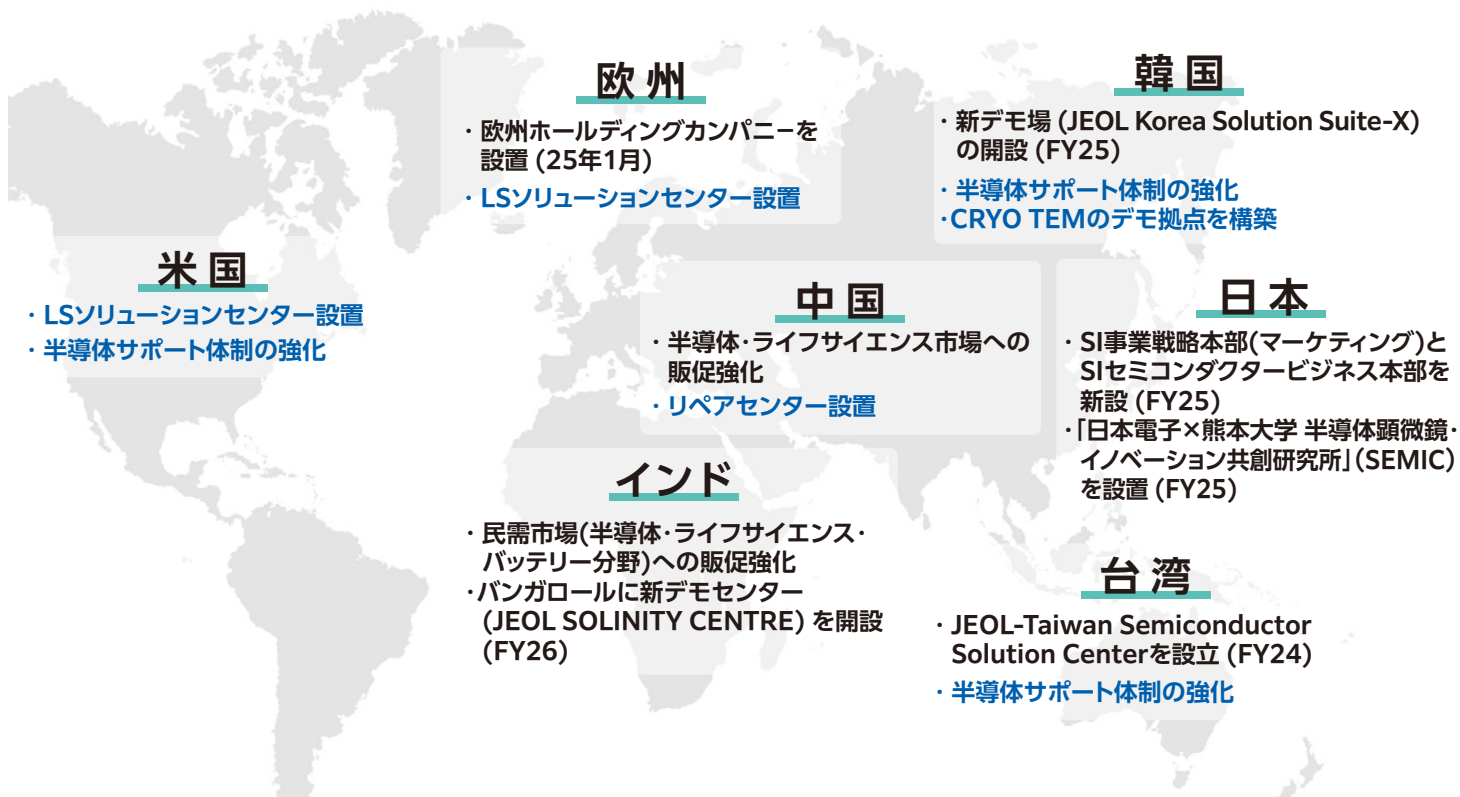 欧州
・欧州ホールディングカンパニーを
設置 (25年1月)
・LSソリューションセンター設置
韓国
・新デモ場 (JEOL Korea Solution Suite-X)
の開設 (FY25)
・半導体サポート体制の強化
・CRYO TEMのデモ拠点を構築
米国
・LSソリューションセンター設置
・半導体サポート体制の強化
中国
・半導体・ライフサイエンス市場への
販促強化
・リペアセンター設置
日本
・SI事業戦略本部(マーケティング)と
SIセミコンダクタービジネス本部を
新設 (FY25)
・「日本電子×熊本大学 半導体顕微鏡・
イノベーション共創研究所」(SEMIC)
を設置 (FY25)
インド
・民需市場(半導体・ライフサイエンス・
バッテリー分野)への販促強化
・バンガロールに新デモセンター
(JEOL SOLINITY CENTRE) を開設
(FY26)
台湾
・JEOL-Taiwan Semiconductor
Solution Centerを設立 (FY24)
・半導体サポート体制の強化